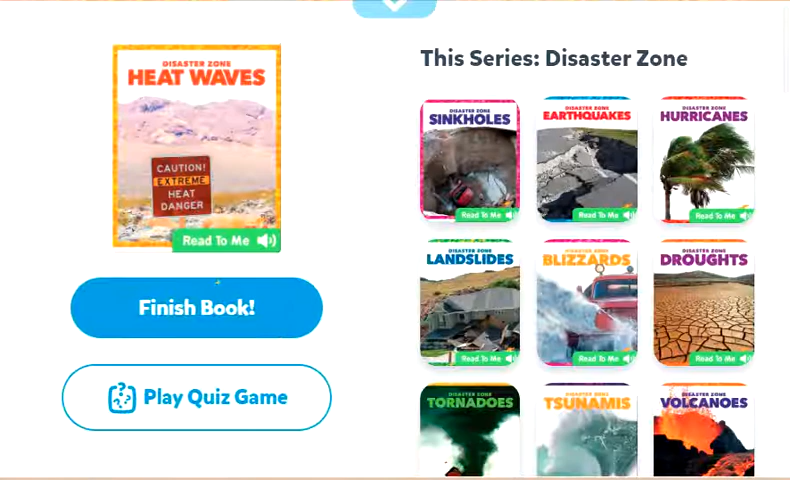 DISASTER ZONE
HEAT WAVES
CAUTION!
EXTREME
HEAT
DANGER
Read To Me
Finish Book!
Play Quiz Game
This Series: Disaster Zone
DISASTER ZONE
SINKHOLES
Read To Me
DISASTER ZONE
EARTHQUAKES
Read To Me
DISASTER ZONE
HURRICANES
Read To Me
DISASTER ZONE
LANDSLIDES
Read To Me
DISASTER ZONE
BLIZZARDS
Read To Me
DISASTER ZONE
DROUGHTS
Read To Me
DISASTER ZONE
TORNADOES
DISASTER ZONE
TSUNAMIS
DISASTER ZONE
VOLCANOES